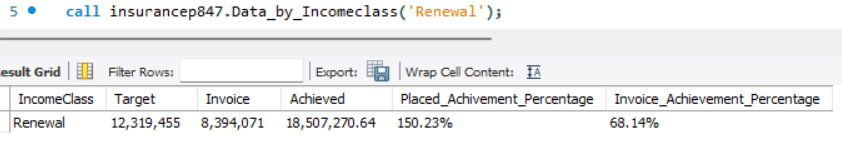 5 call insurancep847.Data_by_Incomeclass('Renewal');
esult Grid Filter Rows: Export: Wrap Cell Content: IA
IncomeClass Target Invoice Achieved Placed_Achivement_Percentage Invoice_Achievement_Percentage
Renewal 12,319,455 8,394,071 18,507,270.64 150.23% 68.14%